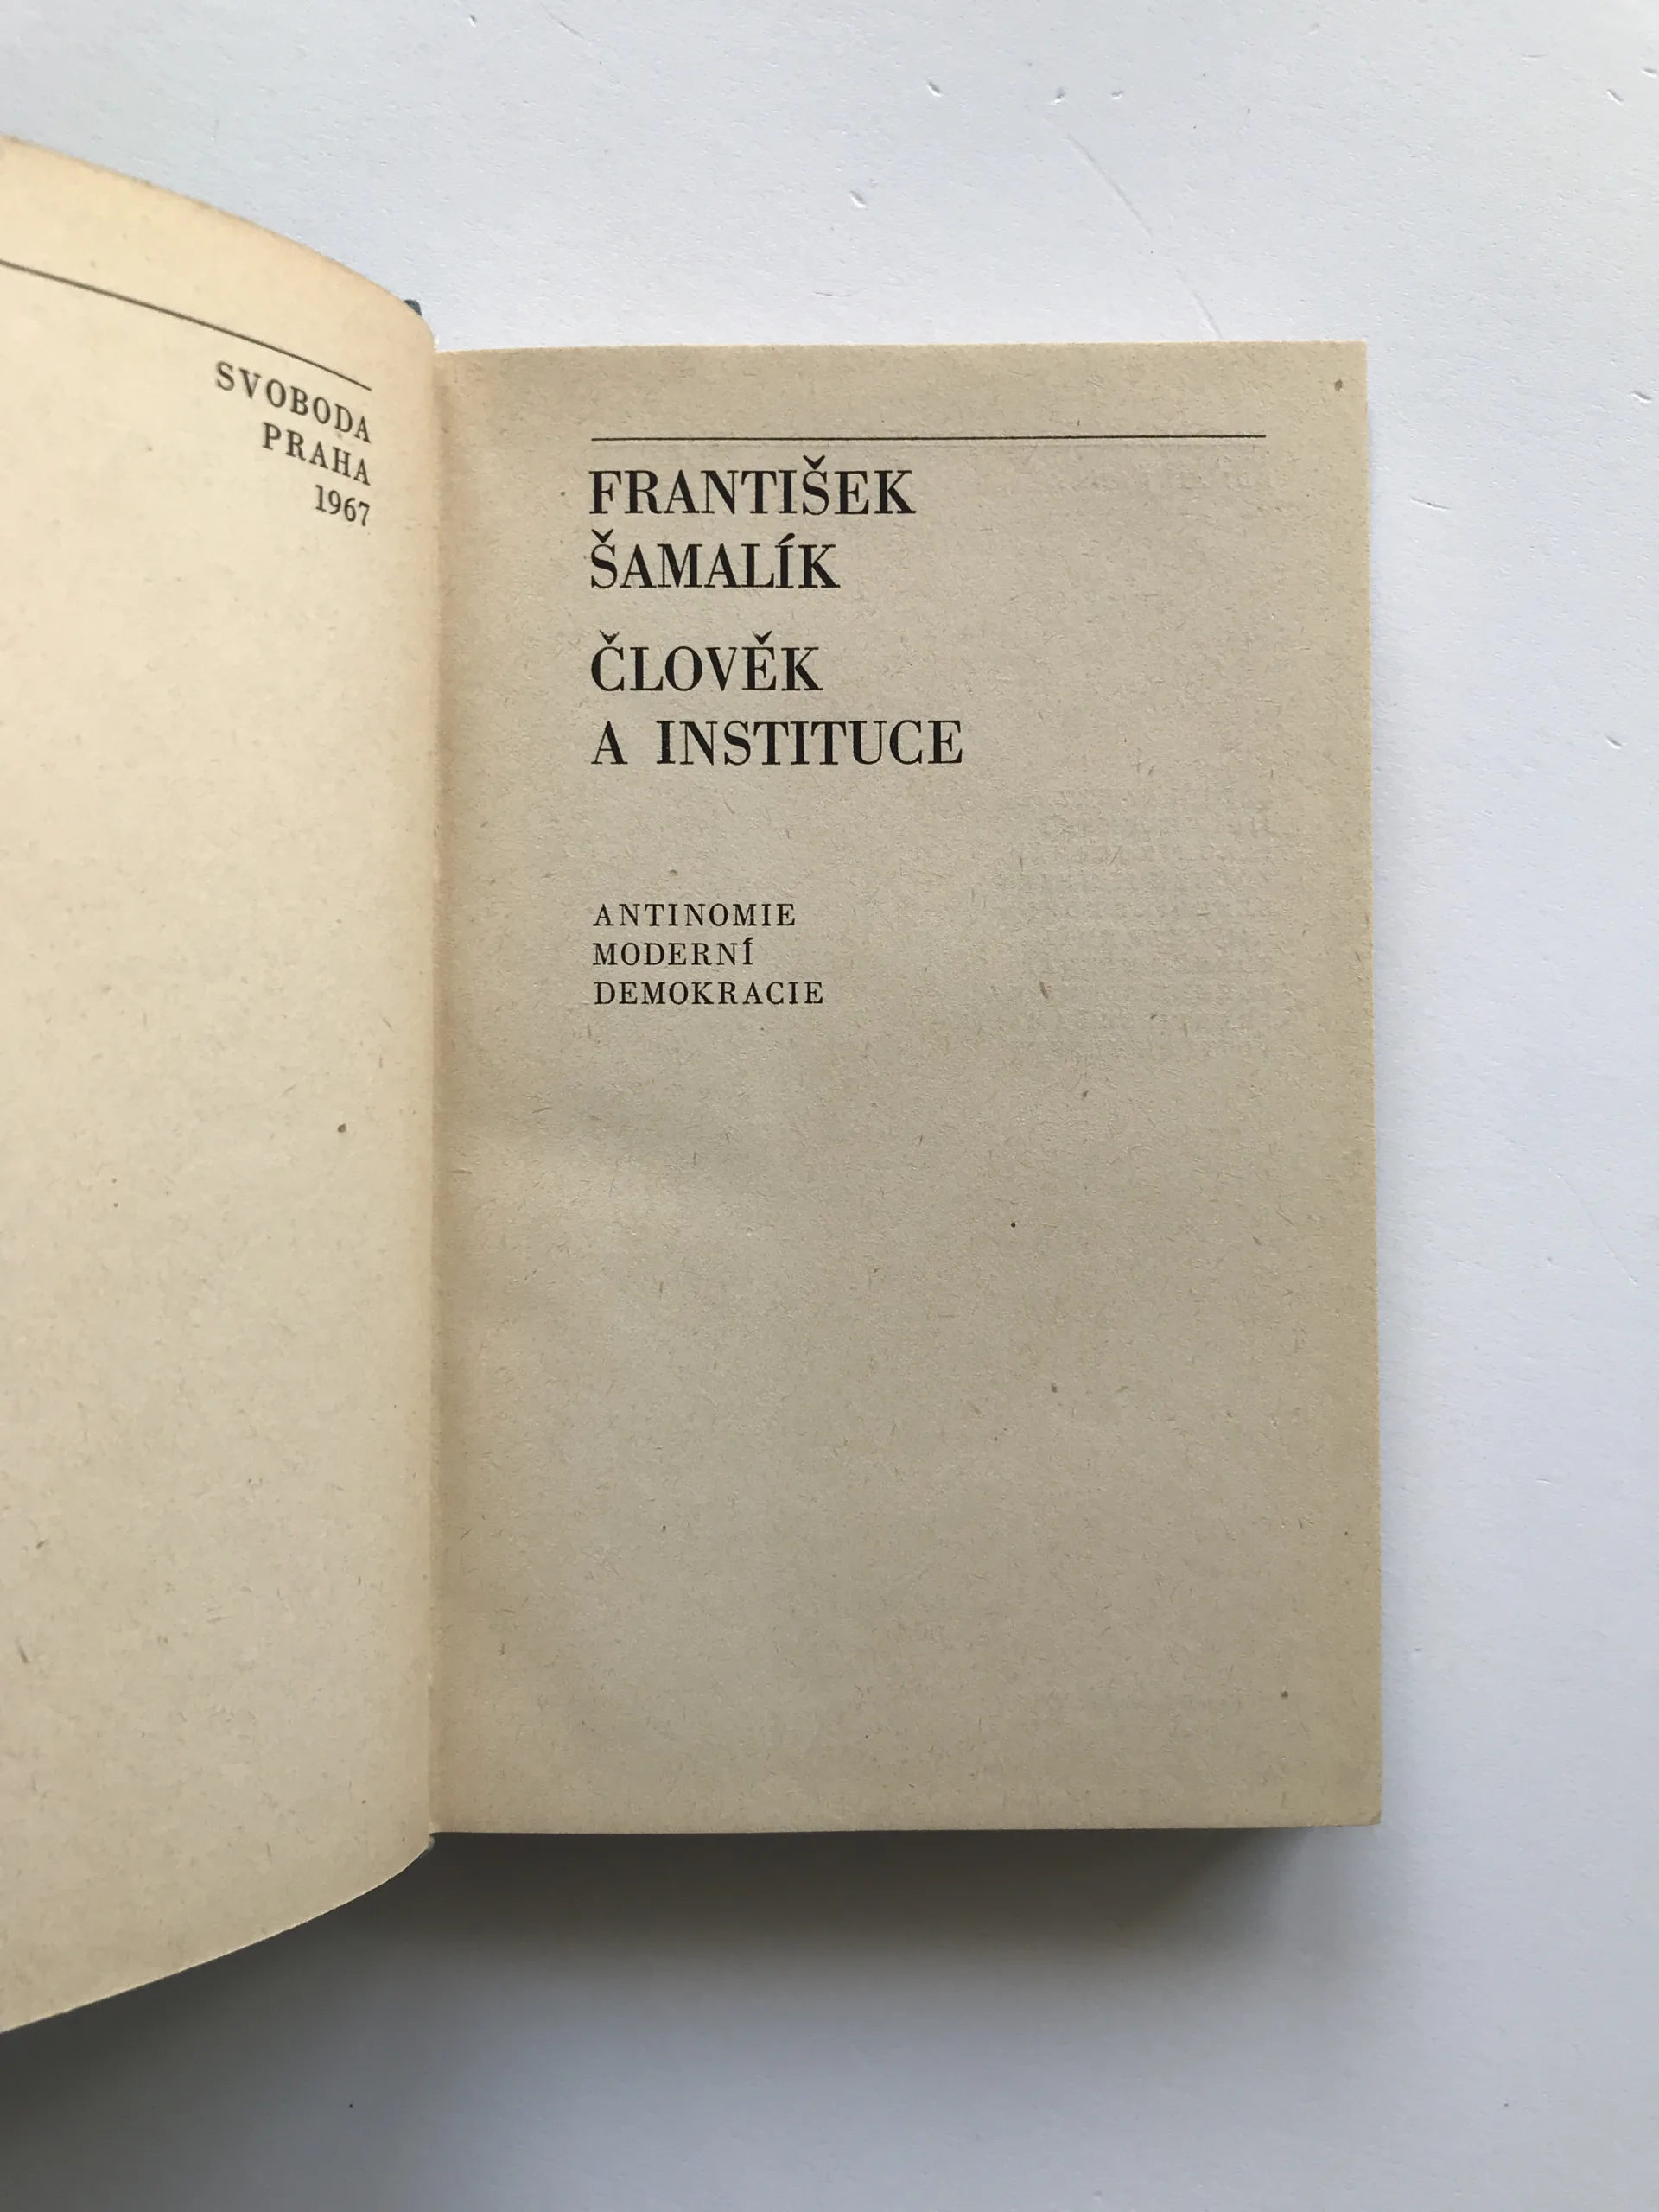 SVOBODA
PRAHA
1967
FRANTIŠEK
ŠAMALÍK
ČLOVĚK
A INSTITUCE
ANTINOMIE
MODERNÍ
DEMOKRACIE